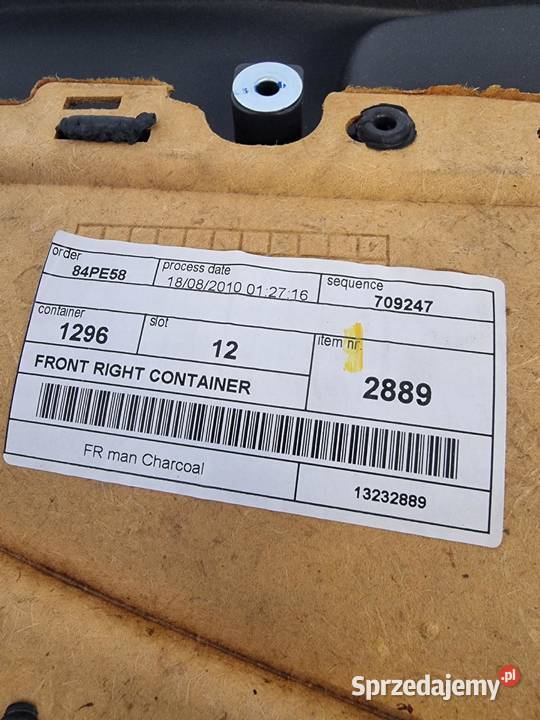 order
84PE58
process date
18/08/2010 01:27:16
sequence
709247
container
1296
slot
12
item nr.
2889
FRONT RIGHT CONTAINER
FR man Charcoal
13232889
Sprzedajemy.pl